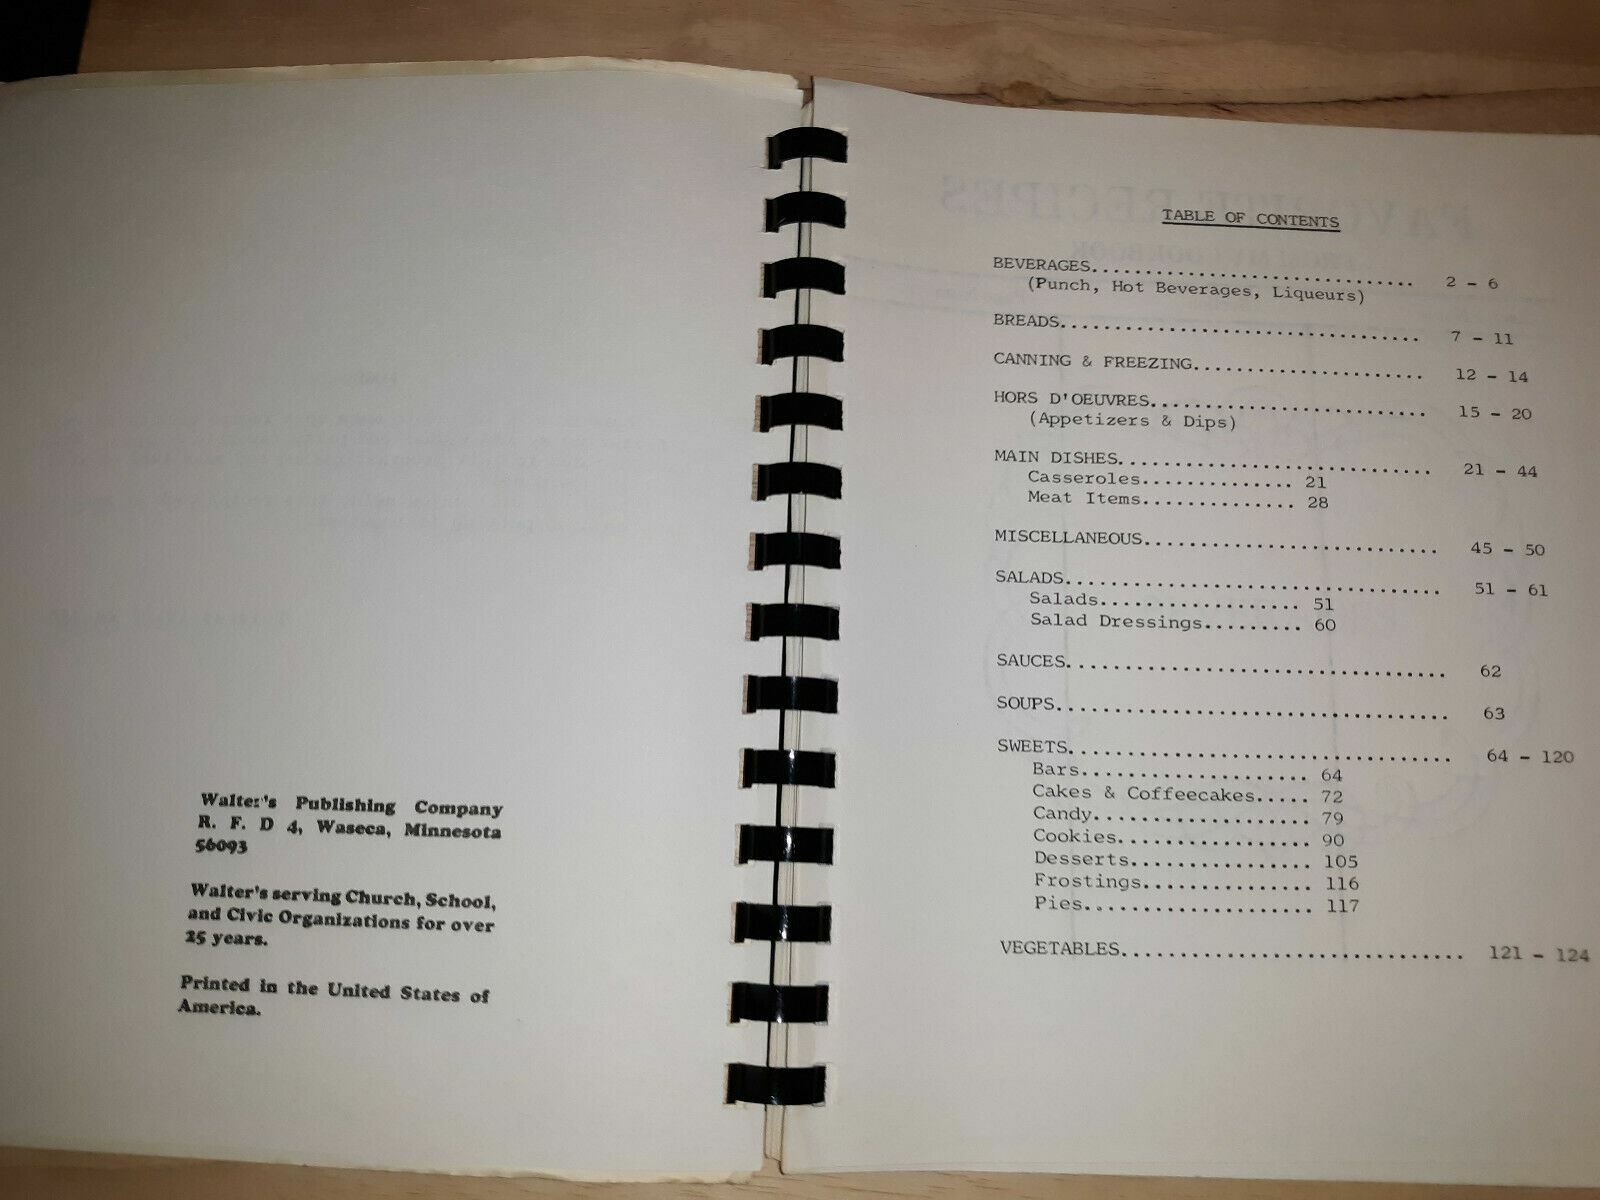 Walter's Publishing Company
R. F. D 4, Waseca, Minnesota
56093
Walter's serving Church, School,
and Civic Organizations for over
25 years.
Printed in the United States of
America.
TABLE OF CONTENTS
BEVERAGES.............................. 2 - 6
(Punch, Hot Beverages, Liqueurs)
BREADS................................. 7 - 11
CANNING & FREEZING..................... 12 - 14
HORS D'OEUVRES......................... 15 - 20
(Appetizers & Dips)
MAIN DISHES............................ 21 - 44
Casseroles.............. 21
Meat Items.............. 28
MISCELLANEOUS.......................... 45 - 50
SALADS................................. 51 - 61
Salads.................. 51
Salad Dressings......... 60
SAUCES................................. 62
SOUPS.................................. 63
SWEETS................................. 64 - 120
Bars.................... 64
Cakes & Coffeecakes..... 72
Candy................... 79
Cookies................. 90
Desserts................ 105
Frostings............... 116
Pies.................... 117
VEGETABLES............................. 121 - 124